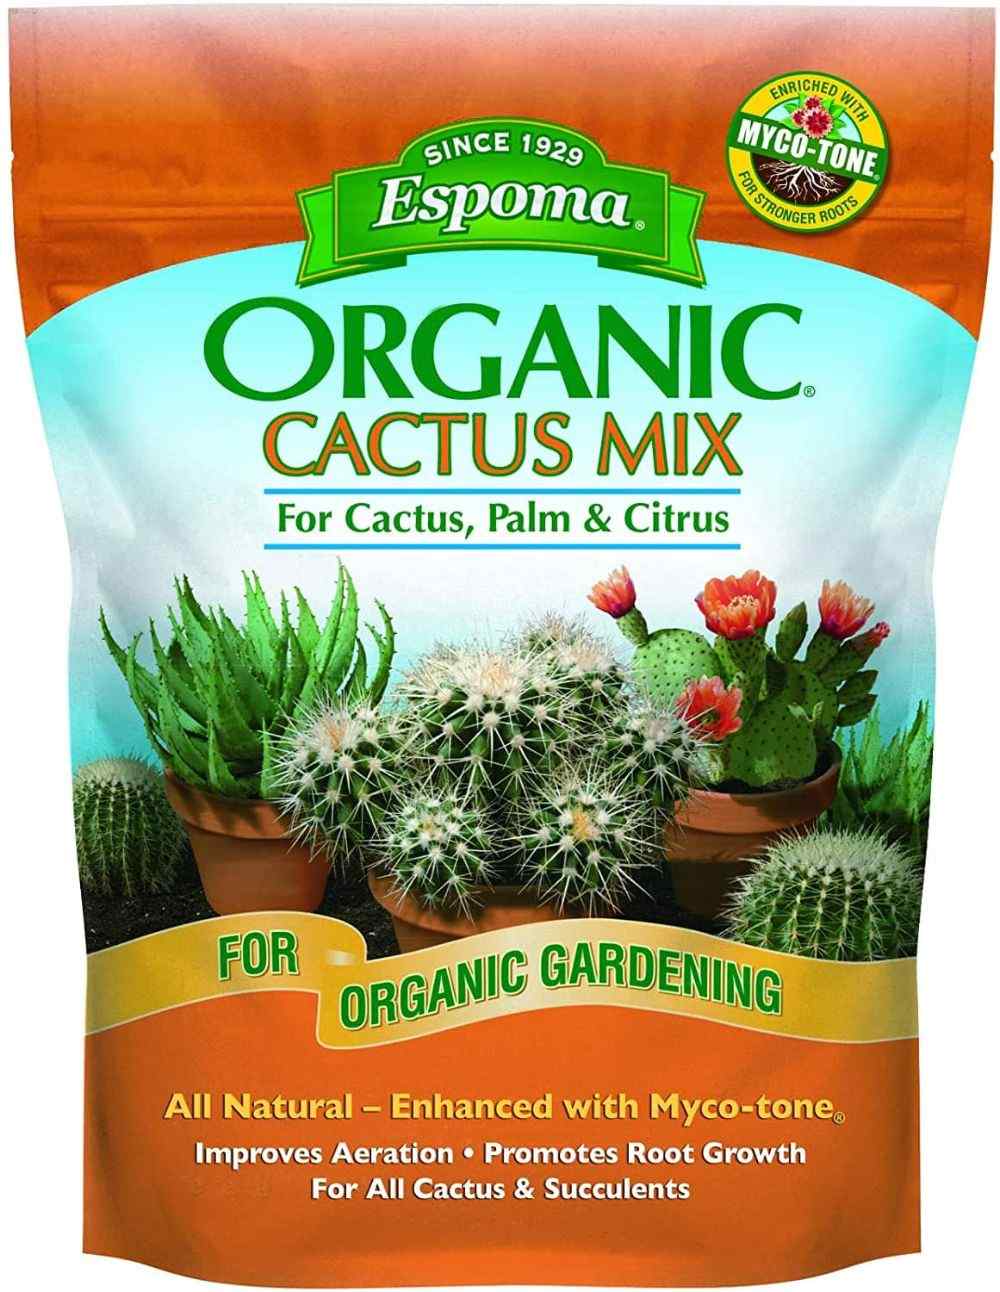 ENRICHED WITH
MYCO-TONE®
FOR STRONGER ROOTS
SINCE 1929
Espoma®
ORGANIC®
CACTUS MIX
For Cactus, Palm & Citrus
FOR
ORGANIC GARDENING
All Natural – Enhanced with Myco-tone®
Improves Aeration • Promotes Root Growth
For All Cactus & Succulents